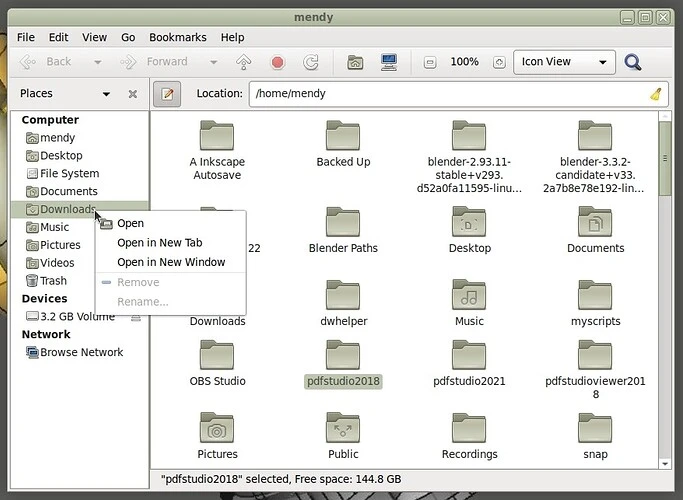 mendy
File Edit View Go Bookmarks Help
Back Forward 100% Icon View
Places Location: /home/mendy
Computer
mendy
Desktop
File System
Documents
Downloads
Music
Pictures
Videos
Trash
Devices
3.2 GB Volume
Network
Browse Network
Open
Open in New Tab
Open in New Window
Remove
Rename...
A Inkscape
Autosave
Backed Up
blender-2.93.11-
stable+v293.
d52a0fa11595-linu...
blender-3.3.2-
candidate+v33.
2a7b8e78e192-lin...
22
Blender Paths
Desktop
Documents
Downloads
dwhelper
Music
myscripts
OBS Studio
pdfstudio2018
pdfstudio2021
pdfstudioviewer201
8
Pictures
Public
Recordings
snap
"pdfstudio2018" selected, Free space: 144.8 GB